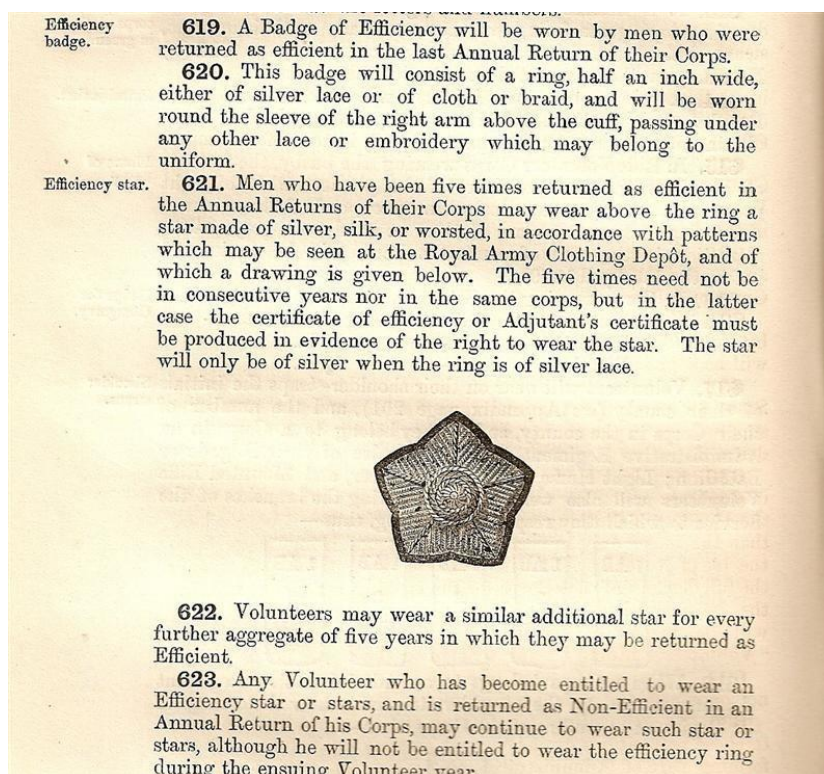 Efficiency
badge.
619. A Badge of Efficiency will be worn by men who were
returned as efficient in the last Annual Return of their Corps.
620. This badge will consist of a ring, half an inch wide,
either of silver lace or of cloth or braid, and will be worn
round the sleeve of the right arm above the cuff, passing under
any other lace or embroidery which may belong to the
uniform.
Efficiency star.
621. Men who have been five times returned as efficient in
the Annual Returns of their Corps may wear above the ring a
star made of silver, silk, or worsted, in accordance with patterns
which may be seen at the Royal Army Clothing Depôt, and of
which a drawing is given below. The five times need not be
in consecutive years nor in the same corps, but in the latter
case the certificate of efficiency or Adjutant's certificate must
be produced in evidence of the right to wear the star. The star
will only be of silver when the ring is of silver lace.
622. Volunteers may wear a similar additional star for every
further aggregate of five years in which they may be returned as
Efficient.
623. Any Volunteer who has become entitled to wear an
Efficiency star or stars, and is returned as Non-Efficient in an
Annual Return of his Corps, may continue to wear such star or
stars, although he will not be entitled to wear the efficiency ring
during the ensuing Volunteer year.